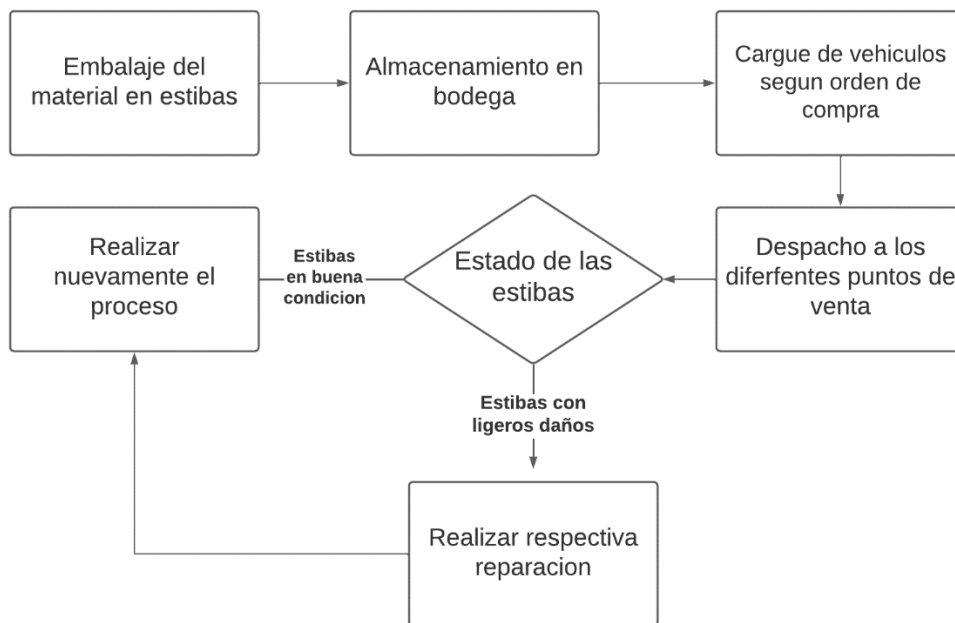 Embalaje del
material en estibas
Almacenamiento en
bodega
Cargue de vehiculos
segun orden de
compra
Despacho a los
diferfentes puntos de
venta
Estado de las
estibas
Estibas
en buena
condicion
Realizar
nuevamente el
proceso
Estibas con
ligeros daños
Realizar respectiva
reparacion